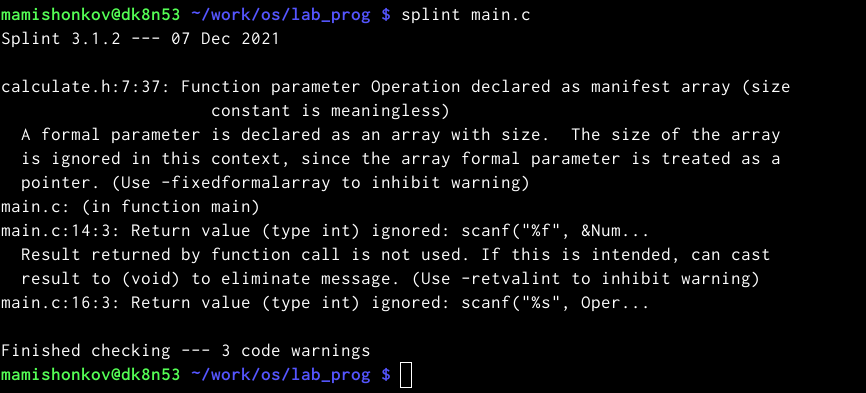 mamishonkov@dk8n53 ~/work/os/lab_prog $ splint main.c
Splint 3.1.2 --- 07 Dec 2021
calculate.h:7:37: Function parameter Operation declared as manifest array (size
constant is meaningless)
A formal parameter is declared as an array with size.  The size of the array
is ignored in this context, since the array formal parameter is treated as a
pointer. (Use -fixedformalarray to inhibit warning)
main.c: (in function main)
main.c:14:3: Return value (type int) ignored: scanf("%f", &Num...
Result returned by function call is not used. If this is intended, can cast
result to (void) to eliminate message. (Use -retvalint to inhibit warning)
main.c:16:3: Return value (type int) ignored: scanf("%s", Oper...
Finished checking --- 3 code warnings
mamishonkov@dk8n53 ~/work/os/lab_prog $